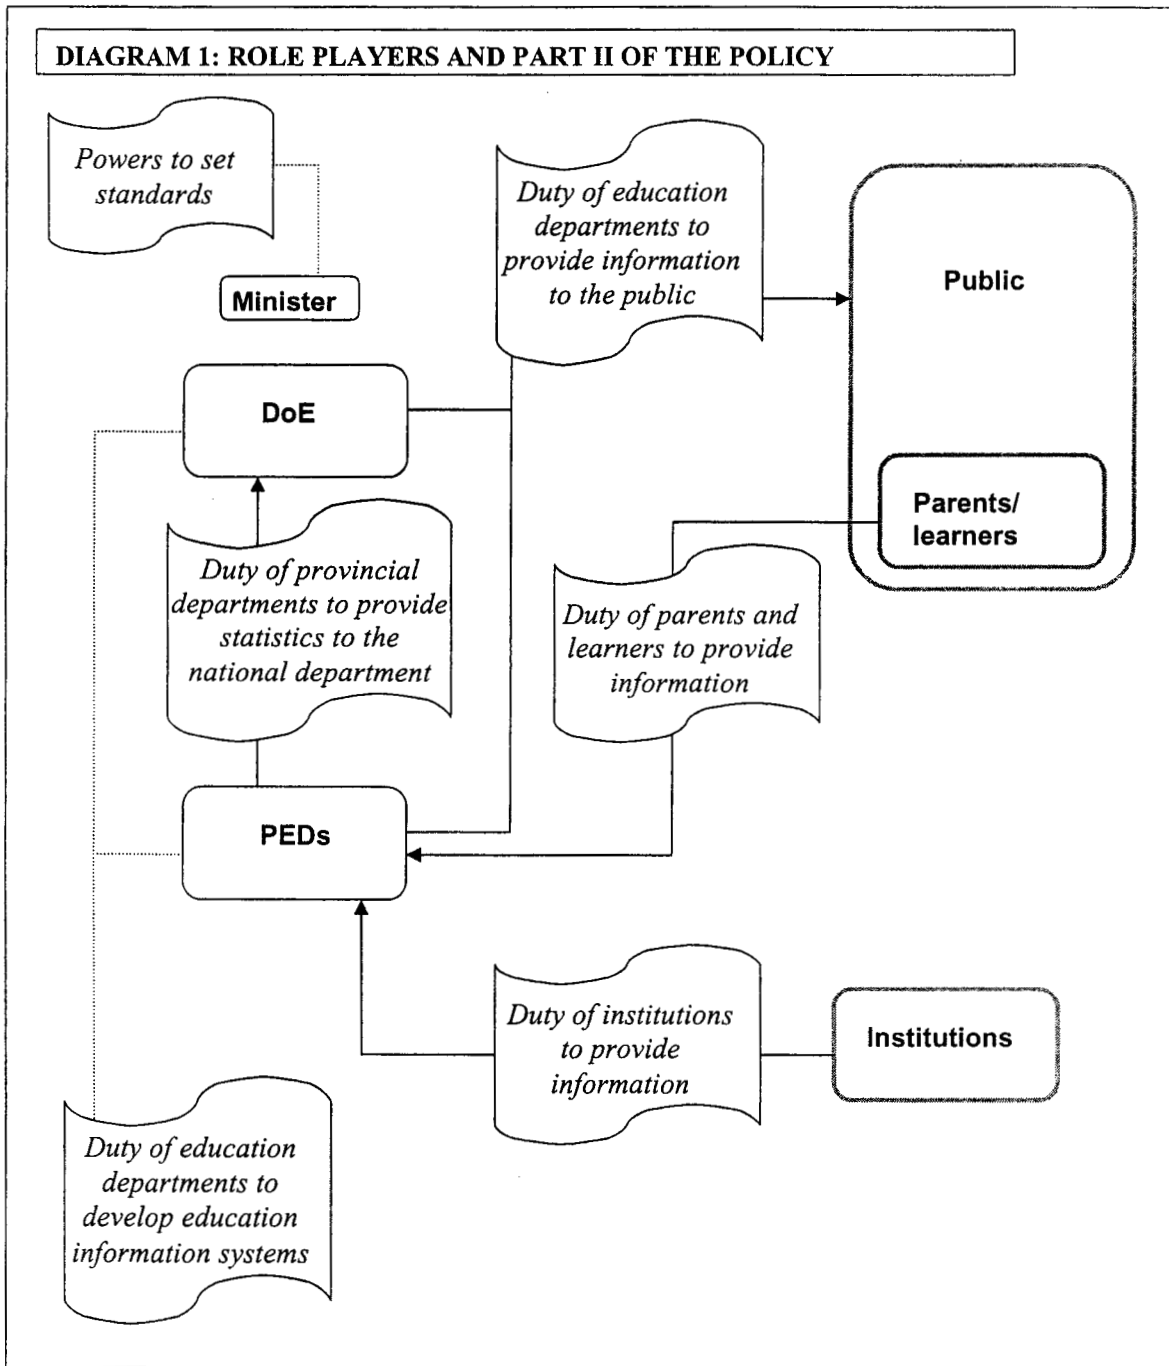 DIAGRAM 1: ROLE PLAYERS AND PART II OF THE POLICY
Powers to set
standards
Duty of education
departments to
provide information
to the public
Public
Minister
DoE
Parents/
learners
Duty of provincial
departments to provide
statistics to the
national department
Duty of parents and
learners to provide
information
PEDs
Duty of institutions
to provide
information
Institutions
Duty of education
departments to
develop education
information systems